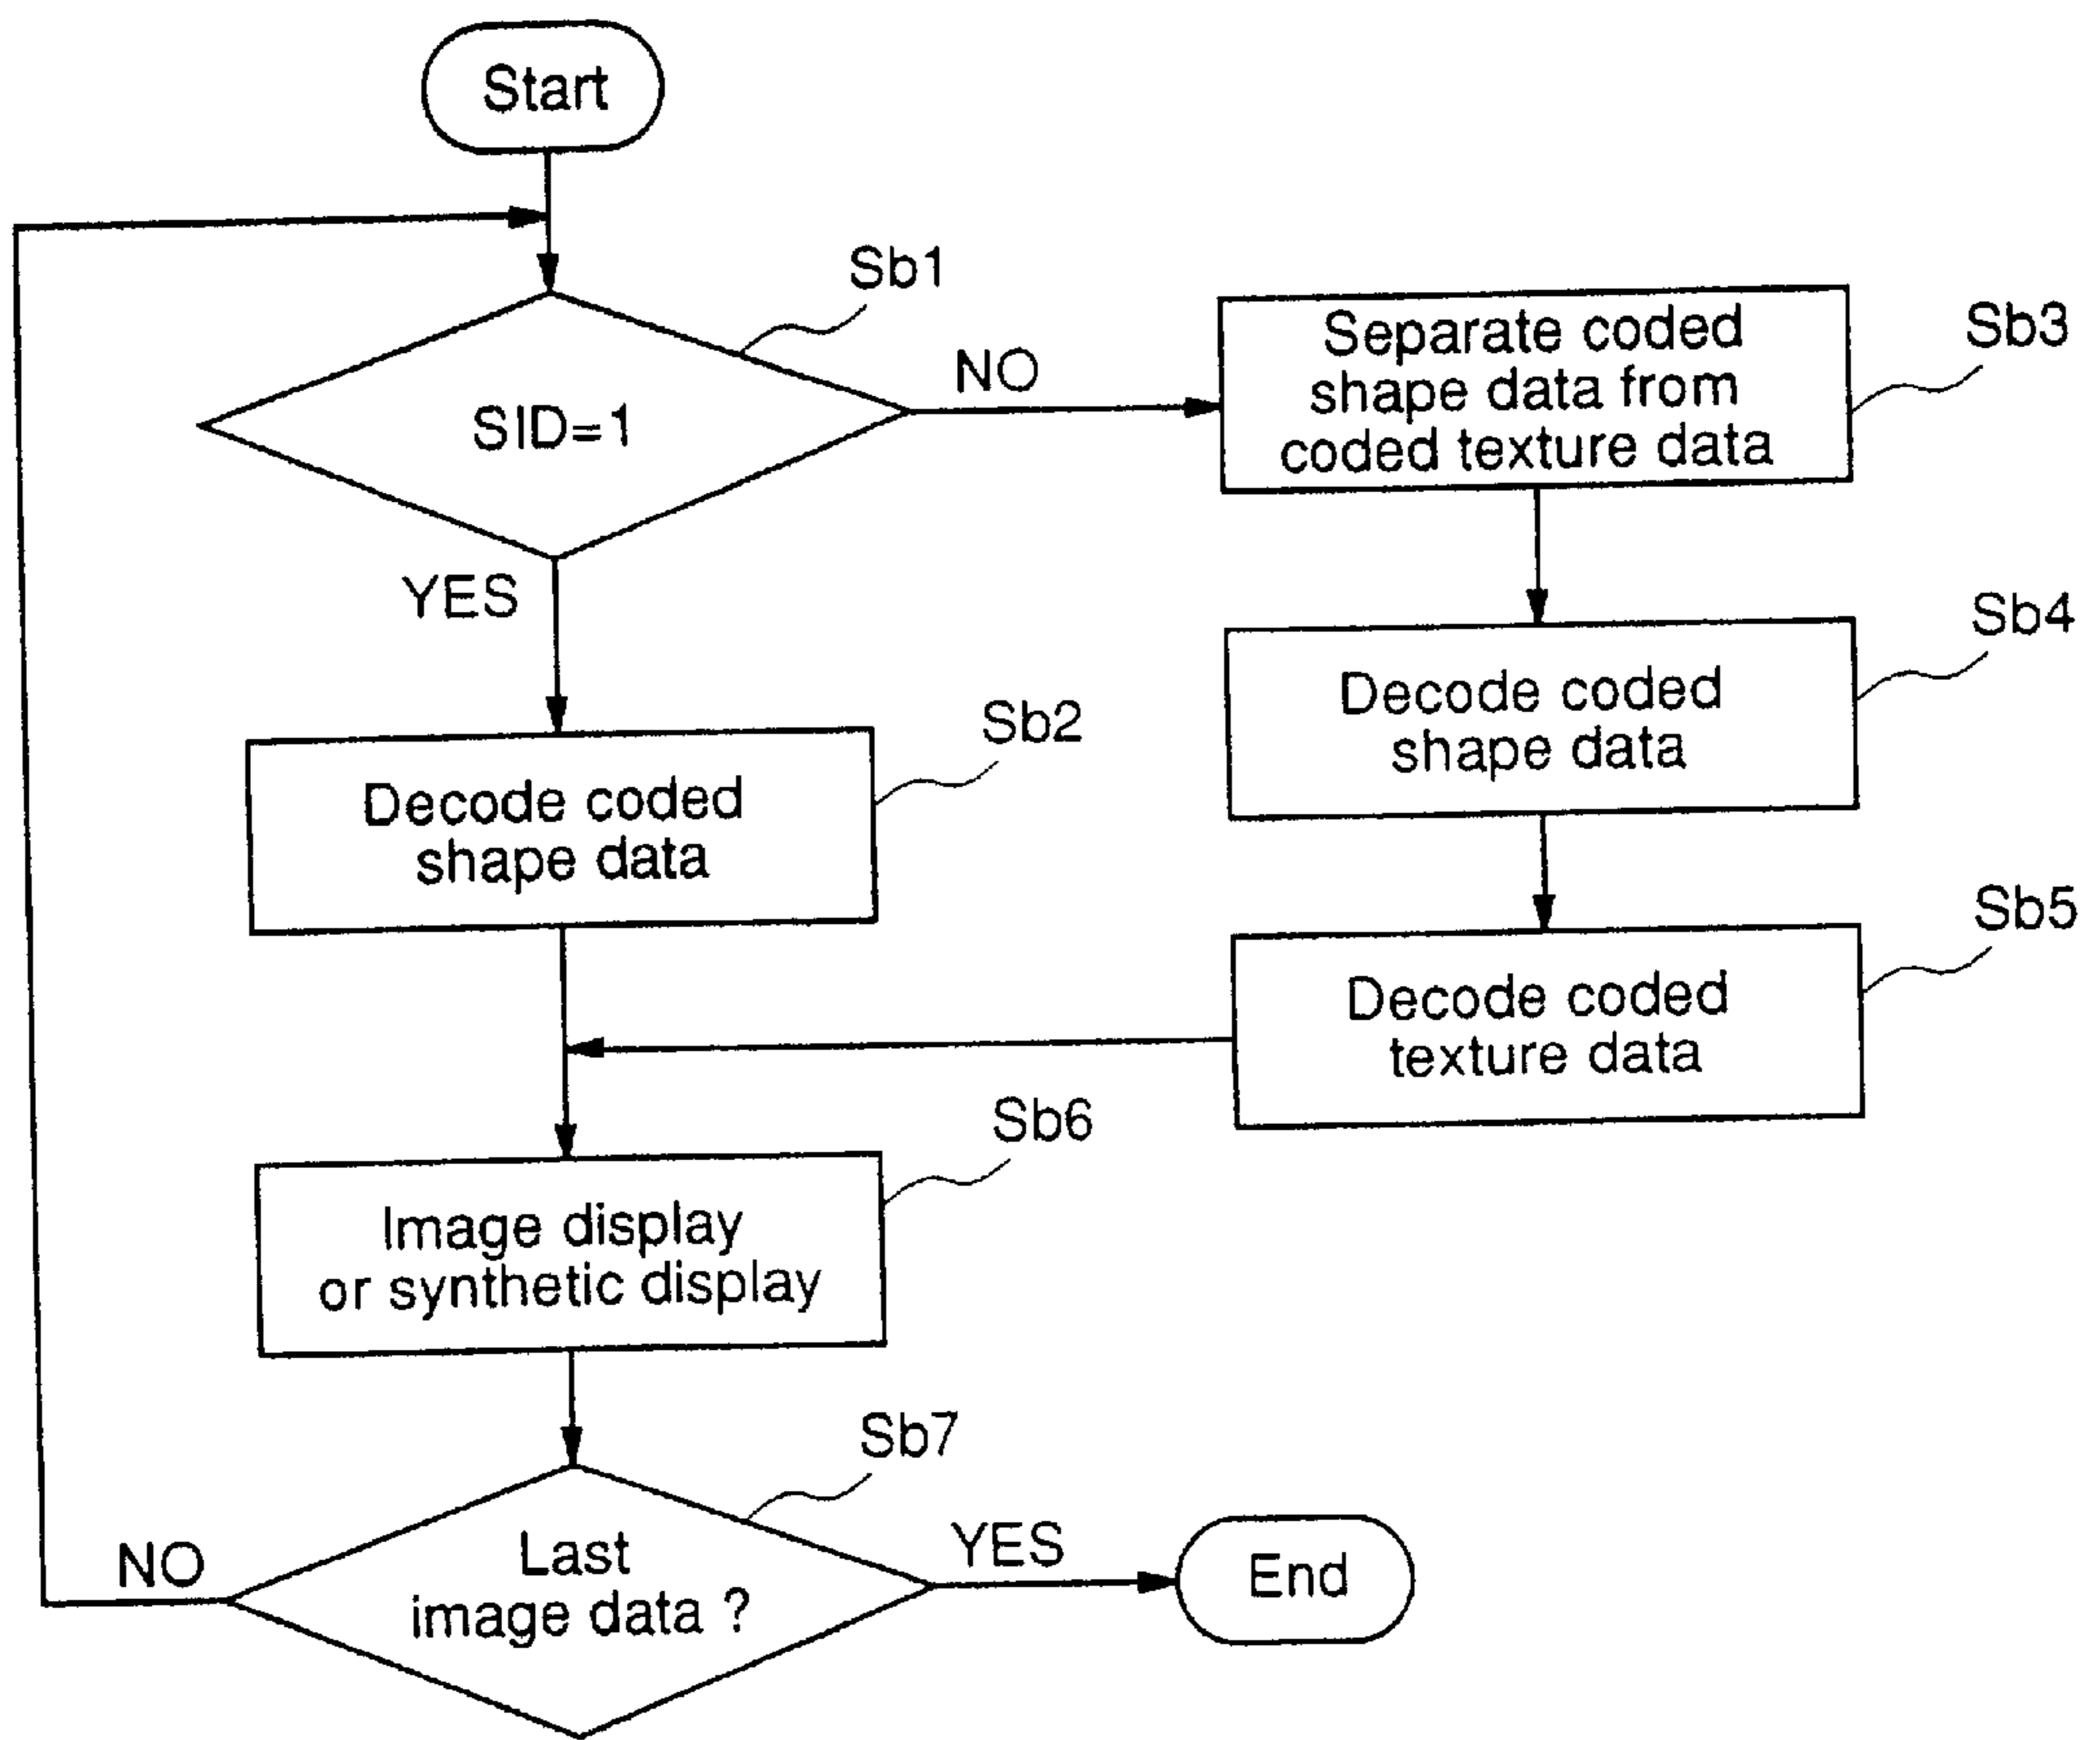 Start
Sb1
SID=1
NO
YES
Separate coded
shape data from
coded texture data
Sb3
Decode coded
shape data
Sb4
Decode coded
shape data
Sb2
Decode coded
texture data
Sb5
Image display
or synthetic display
Sb6
Sb7
Last
image data ?
NO
YES
End